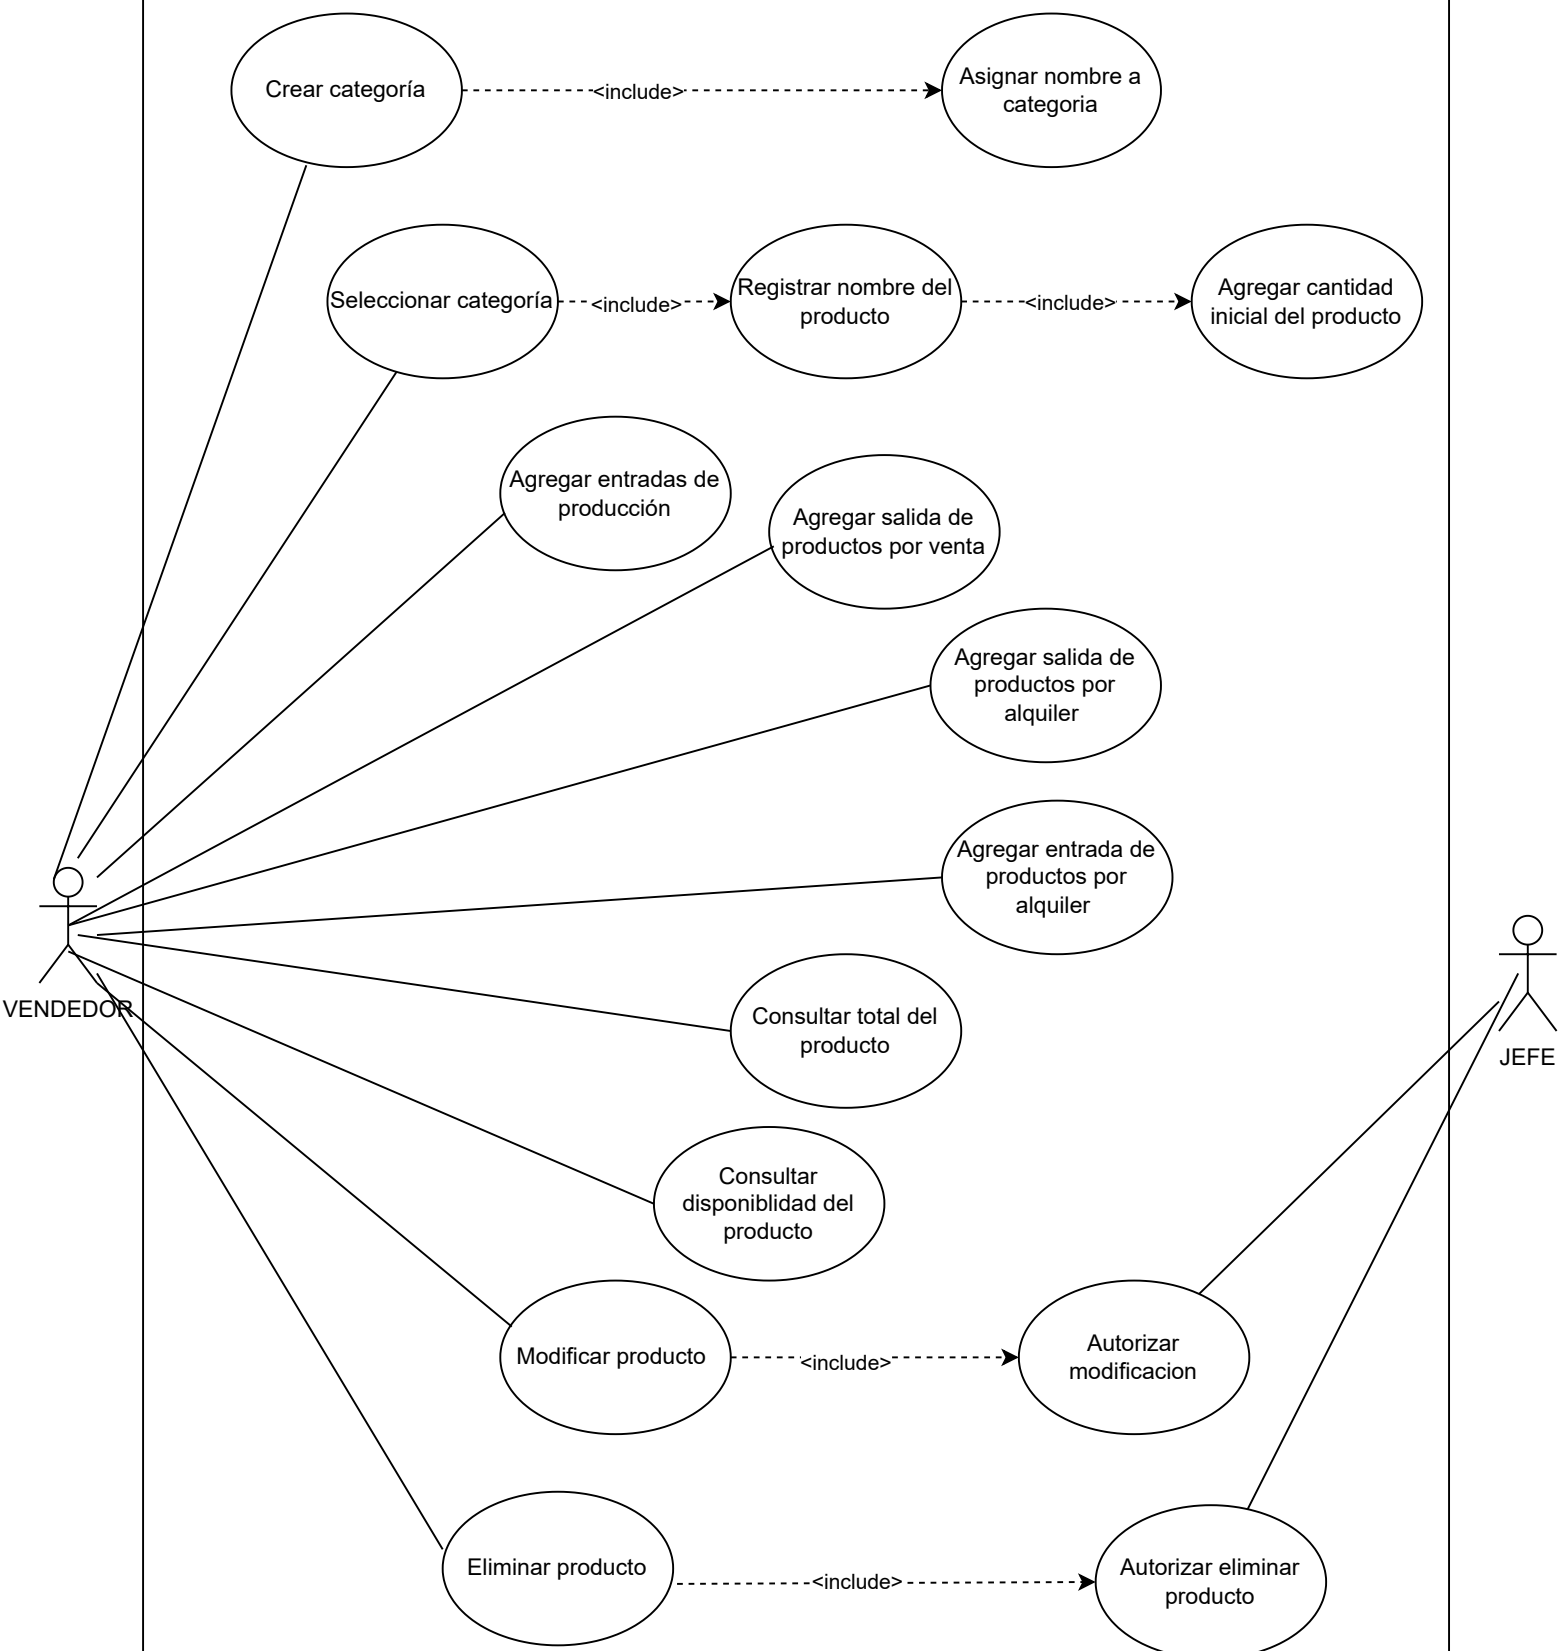 Crear categoría
<include>
Asignar nombre a
categoria
Seleccionar categoría
<include>
Registrar nombre del
producto
<include>
Agregar cantidad
inicial del producto
Agregar entradas de
producción
Agregar salida de
productos por venta
Agregar salida de
productos por
alquiler
Agregar entrada de
productos por
alquiler
VENDEDOR
Consultar total del
producto
JEFE
Consultar
disponiblidad del
producto
Modificar producto
<include>
Autorizar
modificacion
Eliminar producto
<include>
Autorizar eliminar
producto